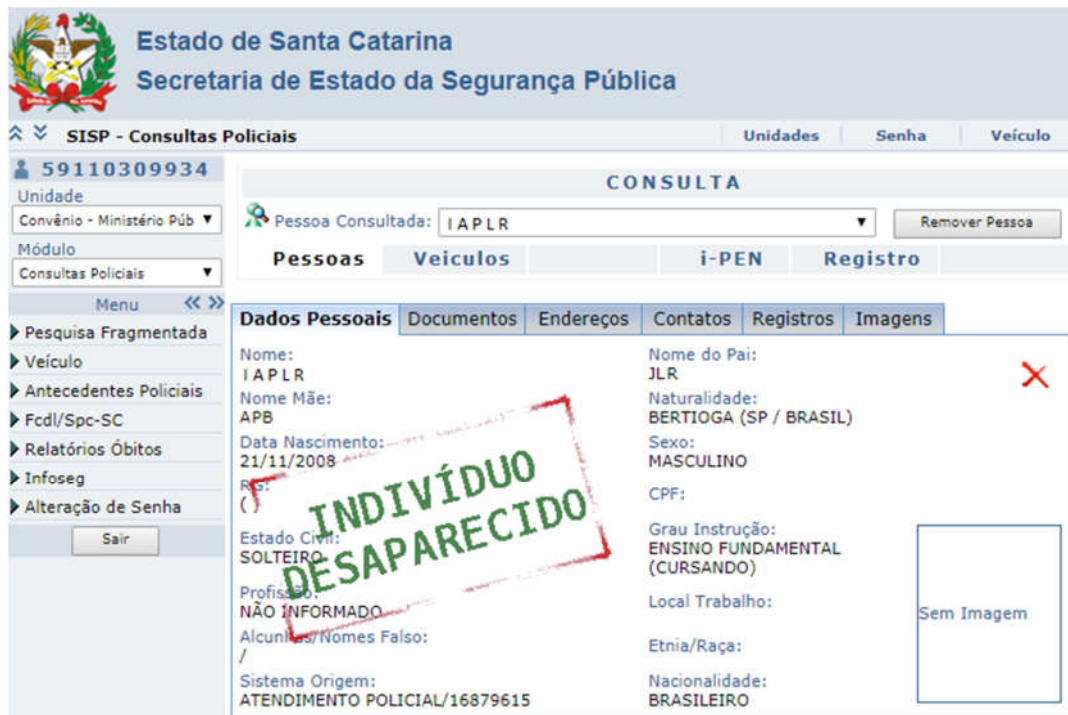 Estado de Santa Catarina
Secretaria de Estado da Segurança Pública
SISP - Consultas Policiais
Unidades
Senha
Veículo
59110309934
Unidade
Convênio - Ministério Púb
Módulo
Consultas Policiais
Menu
Pesquisa Fragmentada
Veículo
Antecedentes Policiais
Fcdl/Spc-SC
Relatórios Óbitos
Infoseg
Alteração de Senha
Sair
CONSULTA
Pessoa Consultada: IAPLR
Remover Pessoa
Pessoas Veiculos i-PEN Registro
Dados Pessoais Documentos Endereços Contatos Registros Imagens
Nome:
IAPLR
Nome do Pai:
JLR
Nome Mãe:
APB
Naturalidade:
BERTIOGA (SP / BRASIL)
Data Nascimento:
21/11/2008
Sexo:
MASCULINO
RG:
( )
CPF:
Estado Civil:
SOLTEIRO
Grau Instrução:
ENSINO FUNDAMENTAL
(CURSANDO)
Profissão:
NÃO INFORMADO
Local Trabalho:
Alcunhas/Nomes Falso:
/
Etnia/Raça:
Sistema Origem:
ATENDIMENTO POLICIAL/16879615
Nacionalidade:
BRASILEIRO
Sem Imagem
INDIVÍDUO
DESAPARECIDO